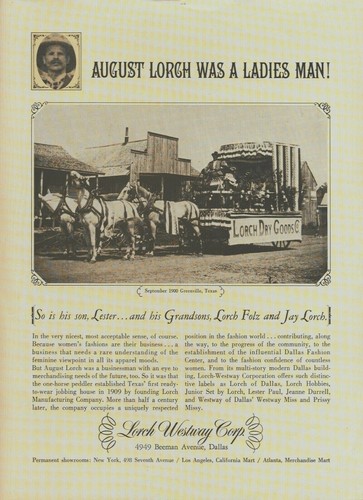 AUGUST LORCH WAS A LADIES MAN!
LORCH DRY GOODS Co
September 1900 Greenville, Texas
So is his son, Lester... and his Grandsons, Lorch Folz and Jay Lorch.
In the very nicest, most acceptable sense, of course.
Because women's fashions are their business . . . a
business that needs a rare understanding of the
feminine viewpoint in all its apparel moods.
But August Lorch was a businessman with an eye to
merchandising needs of the future, too. So it was that
the one-horse peddler established Texas' first ready-
to-wear jobbing house in 1909 by founding Lorch
Manufacturing Company. More than half a century
later, the company occupies a uniquely respected
position in the fashion world . . . contributing, along
the way, to the progress of the community, to the
establishment of the influential Dallas Fashion
Center, and to the fashion confidence of countless
women. From its multi-story modern Dallas build-
ing, Lorch-Westway Corporation offers such distinc-
tive labels as Lorch of Dallas, Lorch Hobbies,
Junior Set by Lorch, Lester Paul, Jeanne Durrell,
and Westway of Dallas' Westway Miss and Prissy
Missy.
Lorch Westway Corp.
4949 Beeman Avenue, Dallas
Permanent showrooms: New York, 498 Seventh Avenue / Los Angeles, California Mart / Atlanta, Merchandise Mart